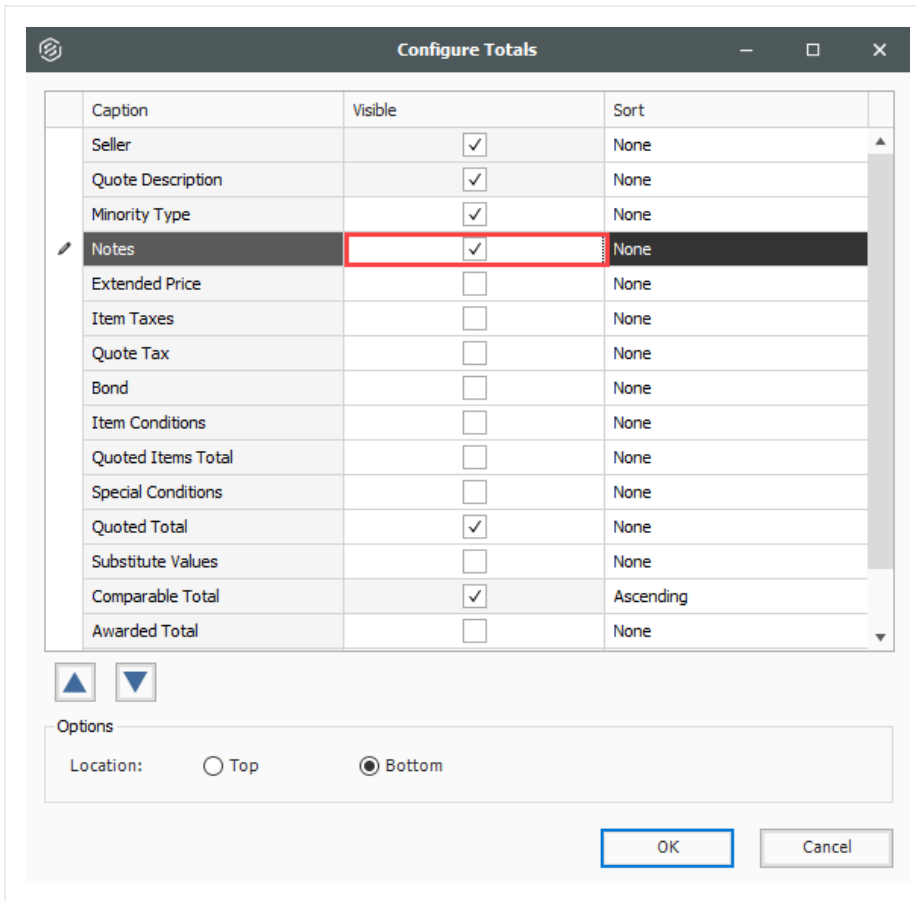 Configure Totals
Caption Visible Sort
Seller None
Quote Description None
Minority Type None
Notes None
Extended Price None
Item Taxes None
Quote Tax None
Bond None
Item Conditions None
Quoted Items Total None
Special Conditions None
Quoted Total None
Substitute Values None
Comparable Total Ascending
Awarded Total None
Options
Location: Top Bottom
OK Cancel